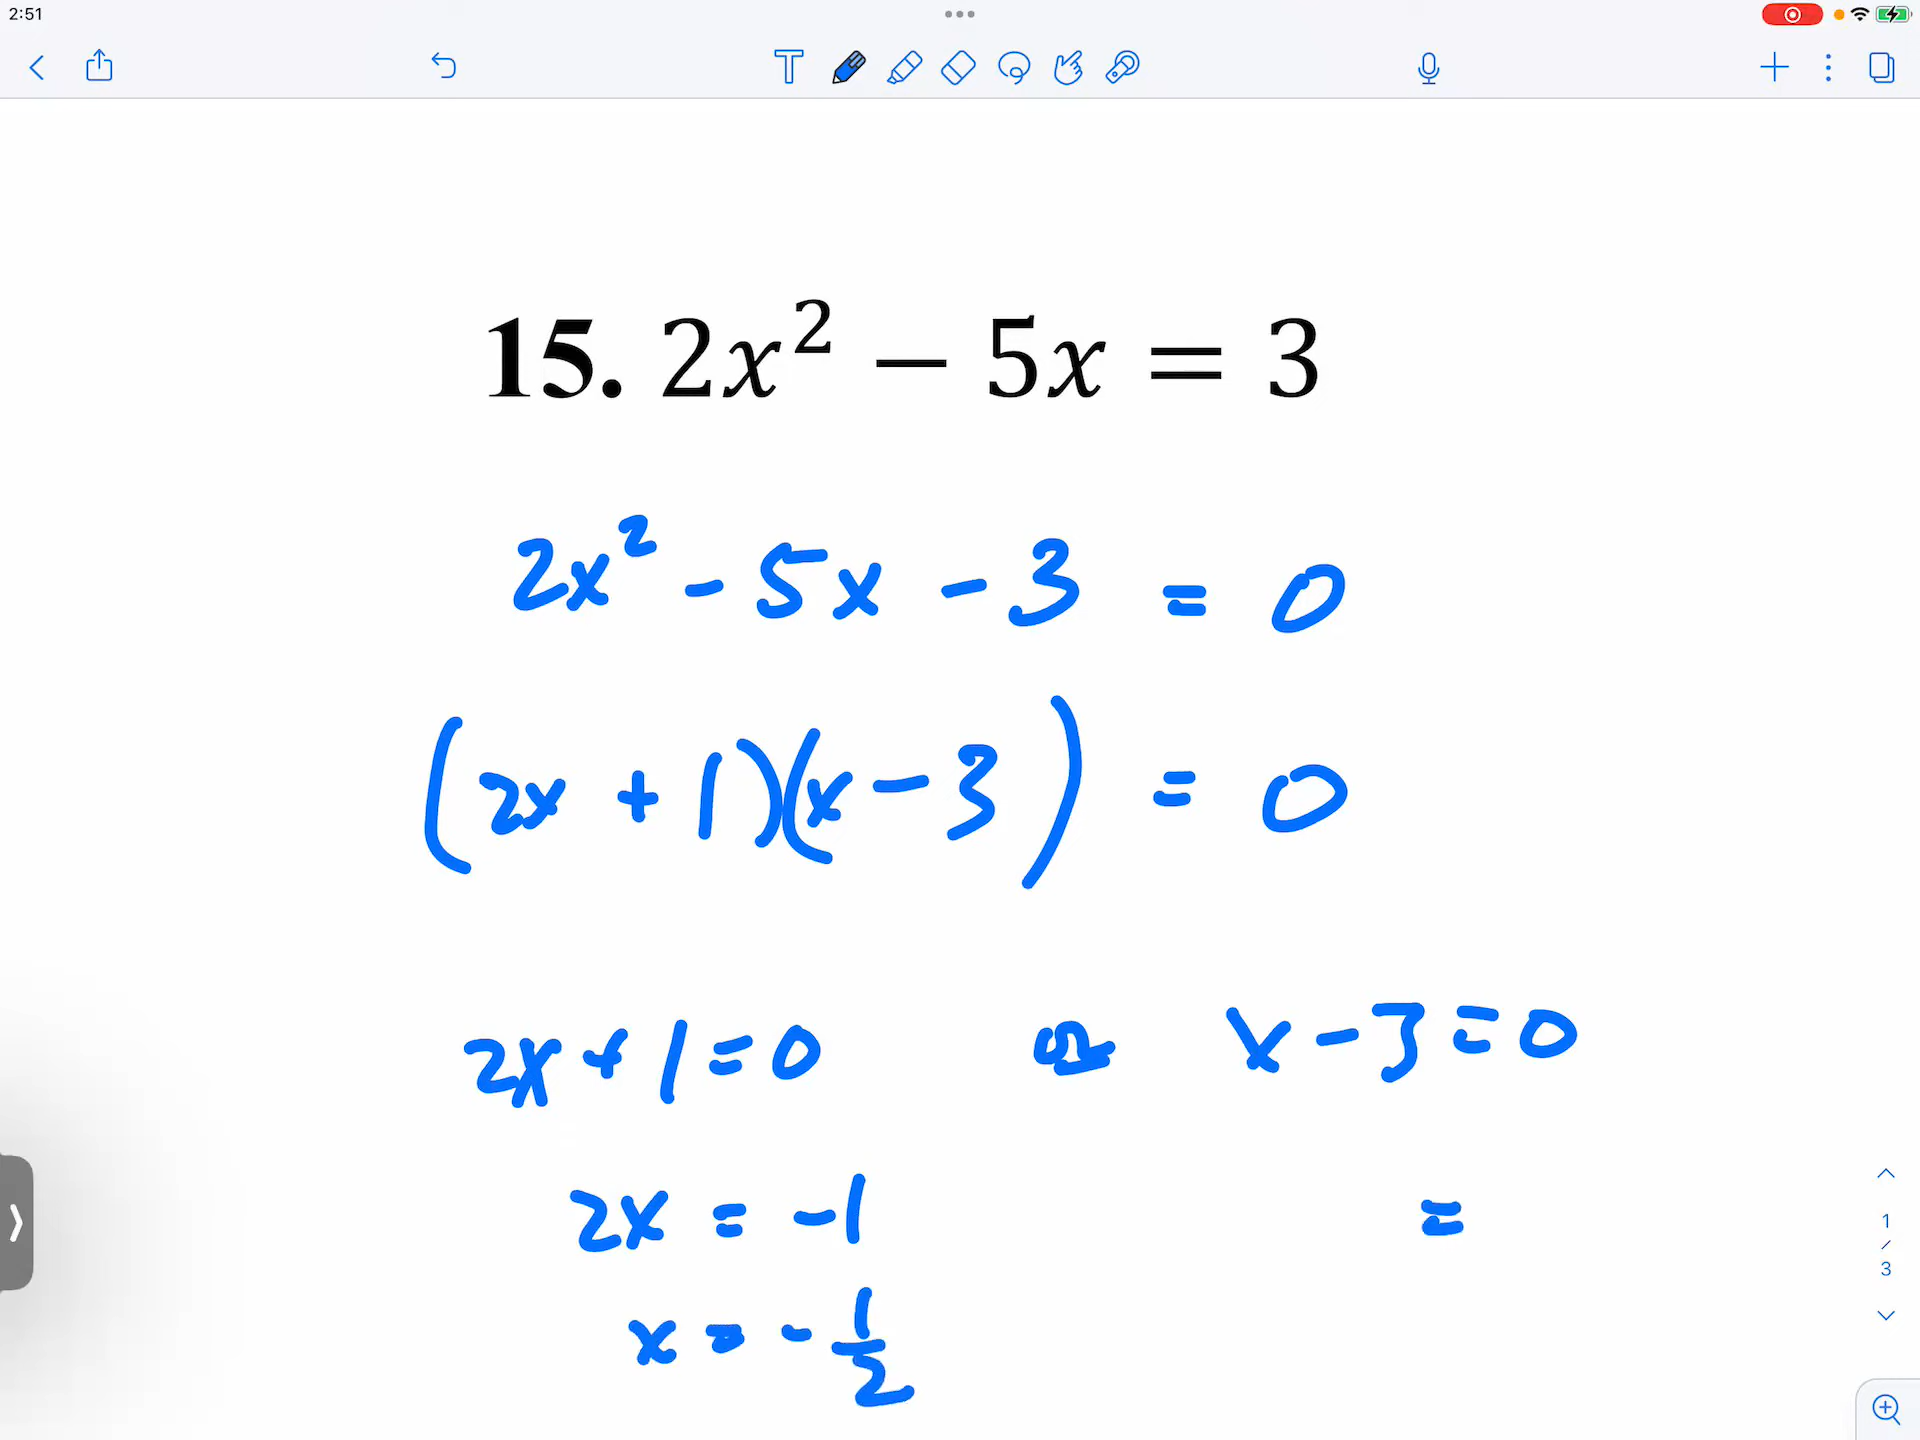 2:51
15. 2x² − 5x = 3
2x² - 5x - 3 = 0
(2x + 1)(x - 3) = 0
2x + 1 = 0 or x - 3 = 0
2x = -1 =
x = - 1/2
1
/
3